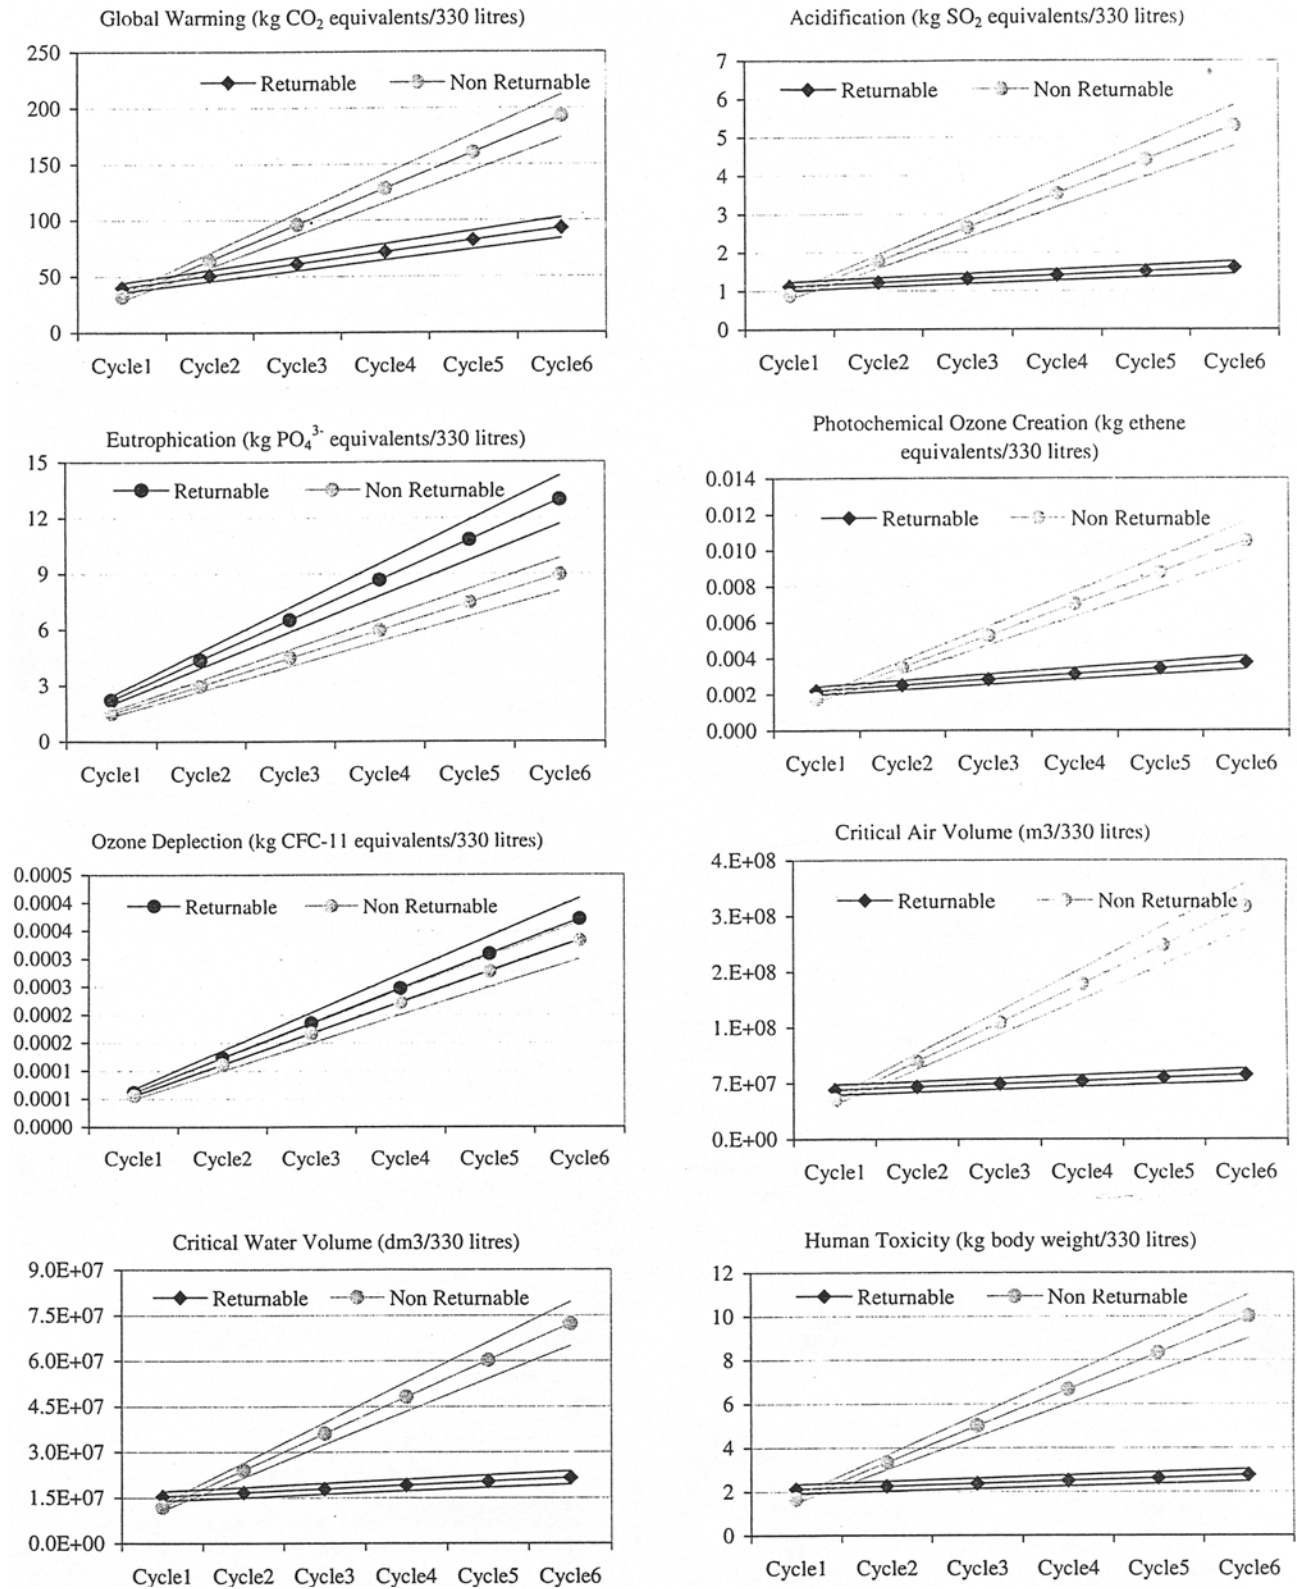 Global Warming (kg CO₂ equivalents/330 litres)
250
200
150
100
50
0
Returnable
Non Returnable
Cycle1 Cycle2 Cycle3 Cycle4 Cycle5 Cycle6
Acidification (kg SO₂ equivalents/330 litres)
7
6
5
4
3
2
1
0
Returnable
Non Returnable
Cycle1 Cycle2 Cycle3 Cycle4 Cycle5 Cycle6
Eutrophication (kg PO₄³⁻ equivalents/330 litres)
15
12
9
6
3
0
Returnable
Non Returnable
Cycle1 Cycle2 Cycle3 Cycle4 Cycle5 Cycle6
Photochemical Ozone Creation (kg ethene
equivalents/330 litres)
0.014
0.012
0.010
0.008
0.006
0.004
0.002
0.000
Returnable
Non Returnable
Cycle1 Cycle2 Cycle3 Cycle4 Cycle5 Cycle6
Ozone Deplection (kg CFC-11 equivalents/330 litres)
0.0005
0.0004
0.0004
0.0003
0.0003
0.0002
0.0002
0.0001
0.0001
0.0000
Returnable
Non Returnable
Cycle1 Cycle2 Cycle3 Cycle4 Cycle5 Cycle6
Critical Air Volume (m3/330 litres)
4.E+08
3.E+08
2.E+08
1.E+08
7.E+07
0.E+00
Returnable
Non Returnable
Cycle1 Cycle2 Cycle3 Cycle4 Cycle5 Cycle6
Critical Water Volume (dm3/330 litres)
9.0E+07
7.5E+07
6.0E+07
4.5E+07
3.0E+07
1.5E+07
0.0E+00
Returnable
Non Returnable
Cycle1 Cycle2 Cycle3 Cycle4 Cycle5 Cycle6
Human Toxicity (kg body weight/330 litres)
12
10
8
6
4
2
0
Returnable
Non Returnable
Cycle1 Cycle2 Cycle3 Cycle4 Cycle5 Cycle6